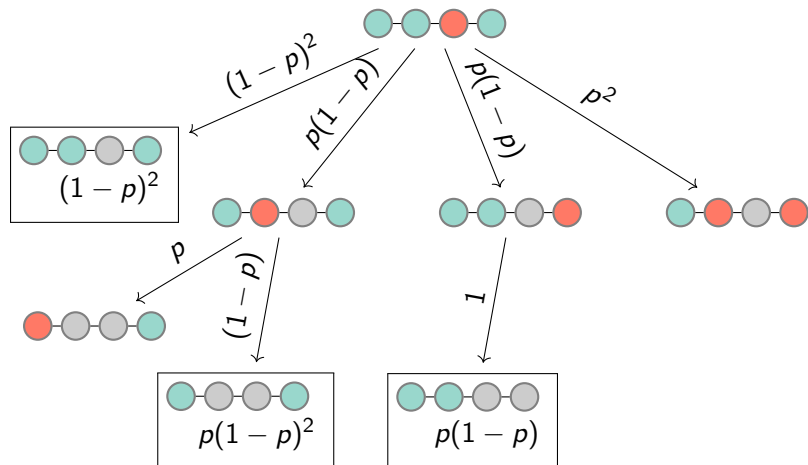 (1 − p)²
p(1 − p)
p(1 − p)
p²
(1 − p)²
p
(1 − p)
1
p(1 − p)²
p(1 − p)